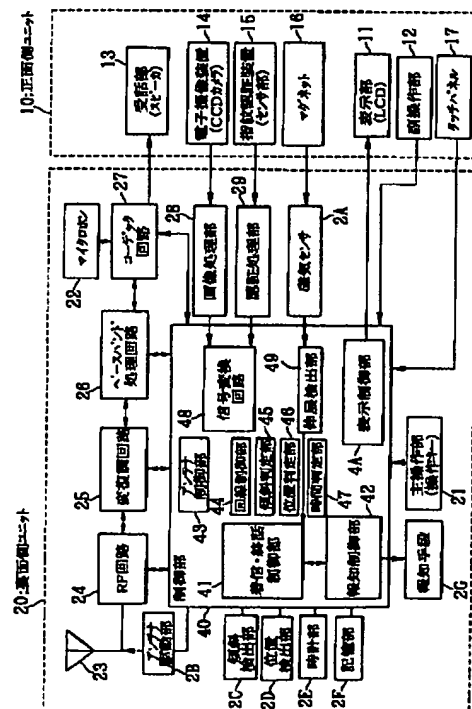 10:正面側ユニット
13
受話部
(スピーカ)
14
電子撮像装置
(CCDカメラ)
15
指紋認証装置
(センサ部)
16
マグネット
11
表示部
(LCD)
12
副操作部
17
タッチパネル
20:裏面側ユニット
22
マイクロホン
27
コーデック
回路
28
画像処理部
29
認証処理部
2A
磁気センサ
26
ベースバンド
処理回路
25
変復調回路
24
RF回路
23
アンテナ
駆動部
2B
制御部
40
43
アンテナ
制御部
48
信号変換
回路
44
回線制御部
45
傾斜判定部
46
位置判定部
47
時間判定部
49
伸展検出部
4A
表示制御部
41
着信・終話
制御部
42
報知制御部
2C
傾斜
検出部
2D
位置
検出部
2E
時計部
2F
記憶部
2G
報知手段
21
主操作部
(操作キー)